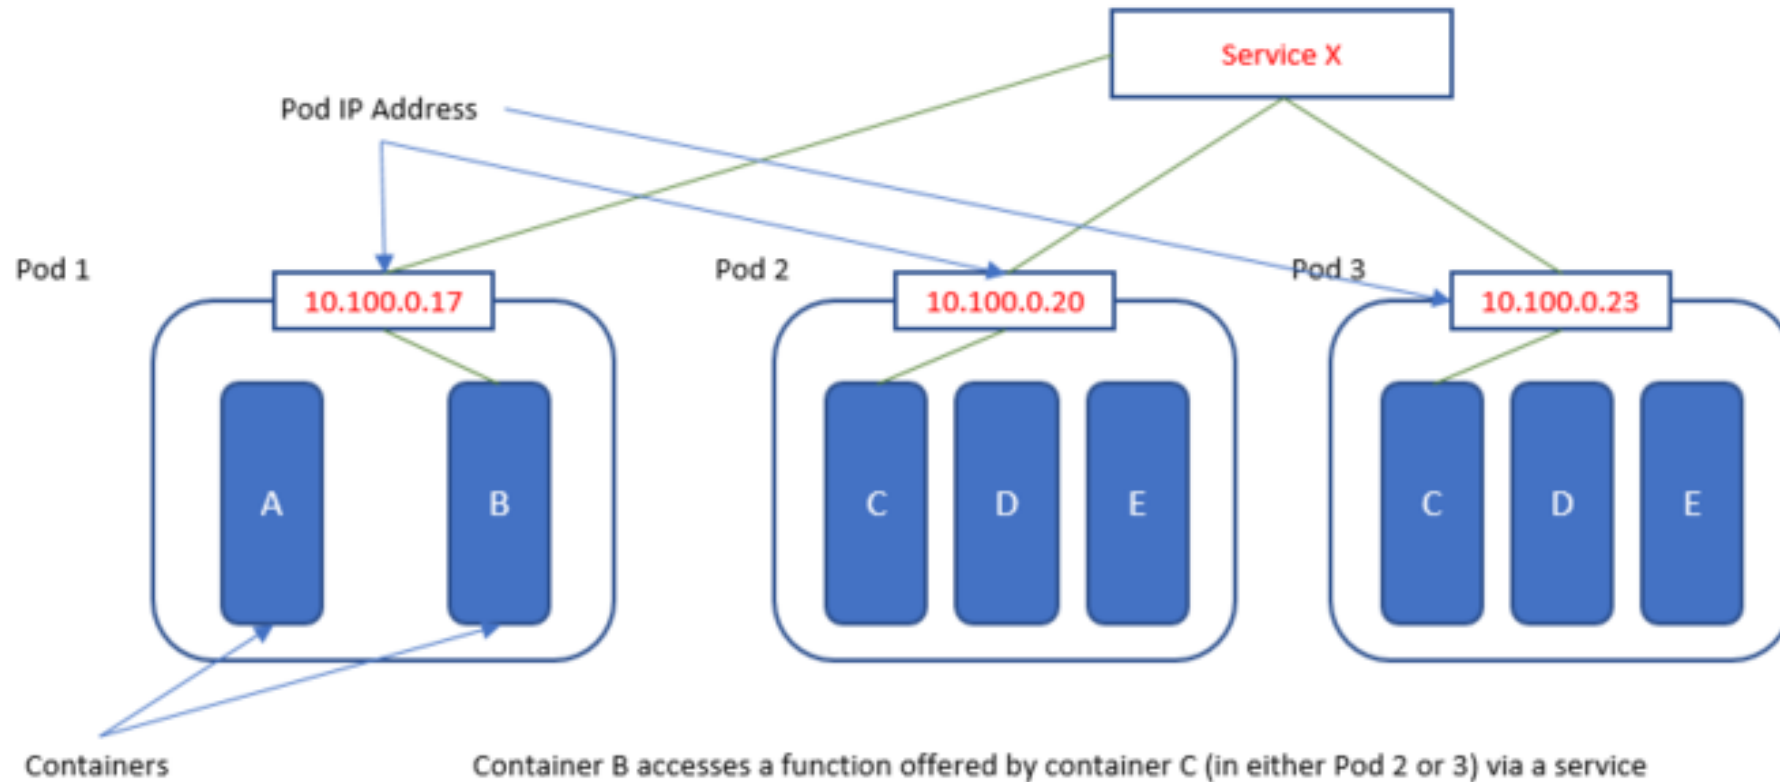 Service X
Pod IP Address
Pod 1
Pod 2
Pod 3
10.100.0.17
10.100.0.20
10.100.0.23
A
B
C
D
E
C
D
E
Containers
Container B accesses a function offered by container C (in either Pod 2 or 3) via a service